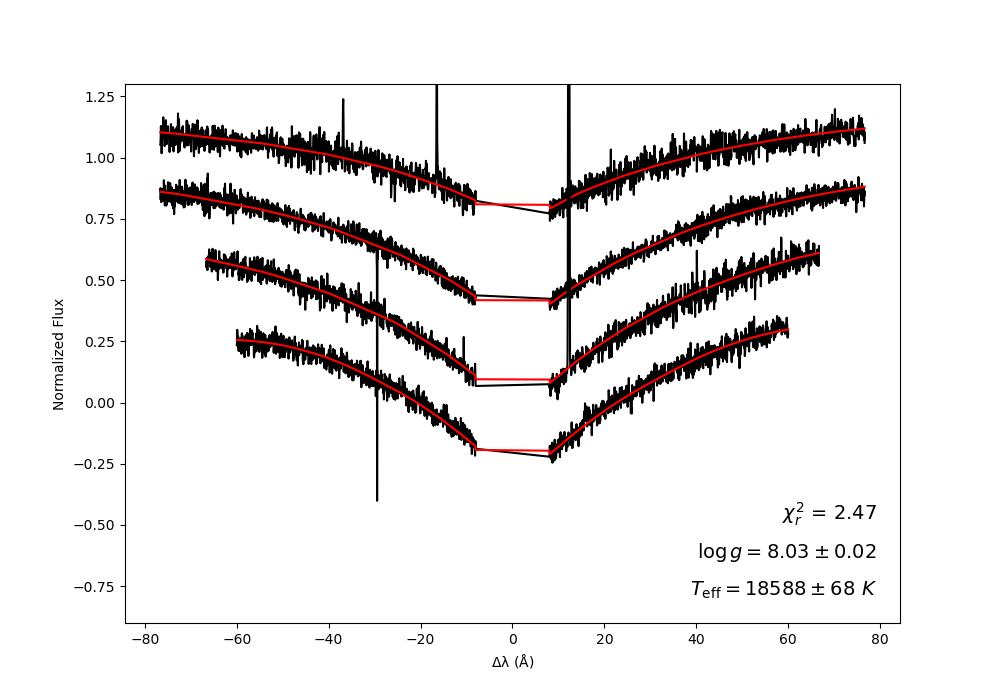 Normalized Flux
1.25
1.00
0.75
0.50
0.25
0.00
−0.25
−0.50
−0.75
χ²ᵣ = 2.47
log g = 8.03 ± 0.02
T_eff = 18588 ± 68 K
−80 −60 −40 −20 0 20 40 60 80
Δλ (Å)